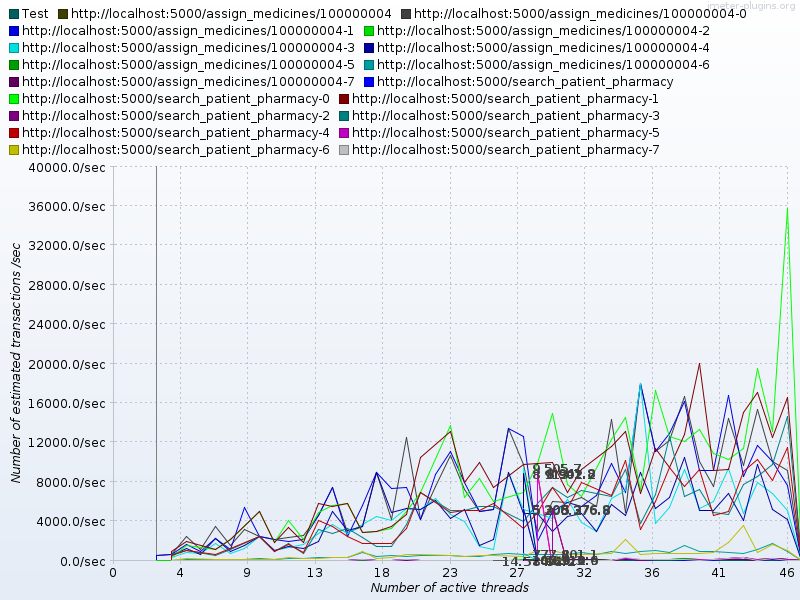 jmeter-plugins.org
Test http://localhost:5000/assign_medicines/100000004 http://localhost:5000/assign_medicines/100000004-0
http://localhost:5000/assign_medicines/100000004-1 http://localhost:5000/assign_medicines/100000004-2
http://localhost:5000/assign_medicines/100000004-3 http://localhost:5000/assign_medicines/100000004-4
http://localhost:5000/assign_medicines/100000004-5 http://localhost:5000/assign_medicines/100000004-6
http://localhost:5000/assign_medicines/100000004-7 http://localhost:5000/search_patient_pharmacy
http://localhost:5000/search_patient_pharmacy-0 http://localhost:5000/search_patient_pharmacy-1
http://localhost:5000/search_patient_pharmacy-2 http://localhost:5000/search_patient_pharmacy-3
http://localhost:5000/search_patient_pharmacy-4 http://localhost:5000/search_patient_pharmacy-5
http://localhost:5000/search_patient_pharmacy-6 http://localhost:5000/search_patient_pharmacy-7
40000.0/sec
36000.0/sec
32000.0/sec
28000.0/sec
24000.0/sec
20000.0/sec
16000.0/sec
12000.0/sec
8000.0/sec
4000.0/sec
0.0/sec
Number of estimated transactions /sec
0 4 9 13 18 23 27 32 36 41 46
Number of active threads